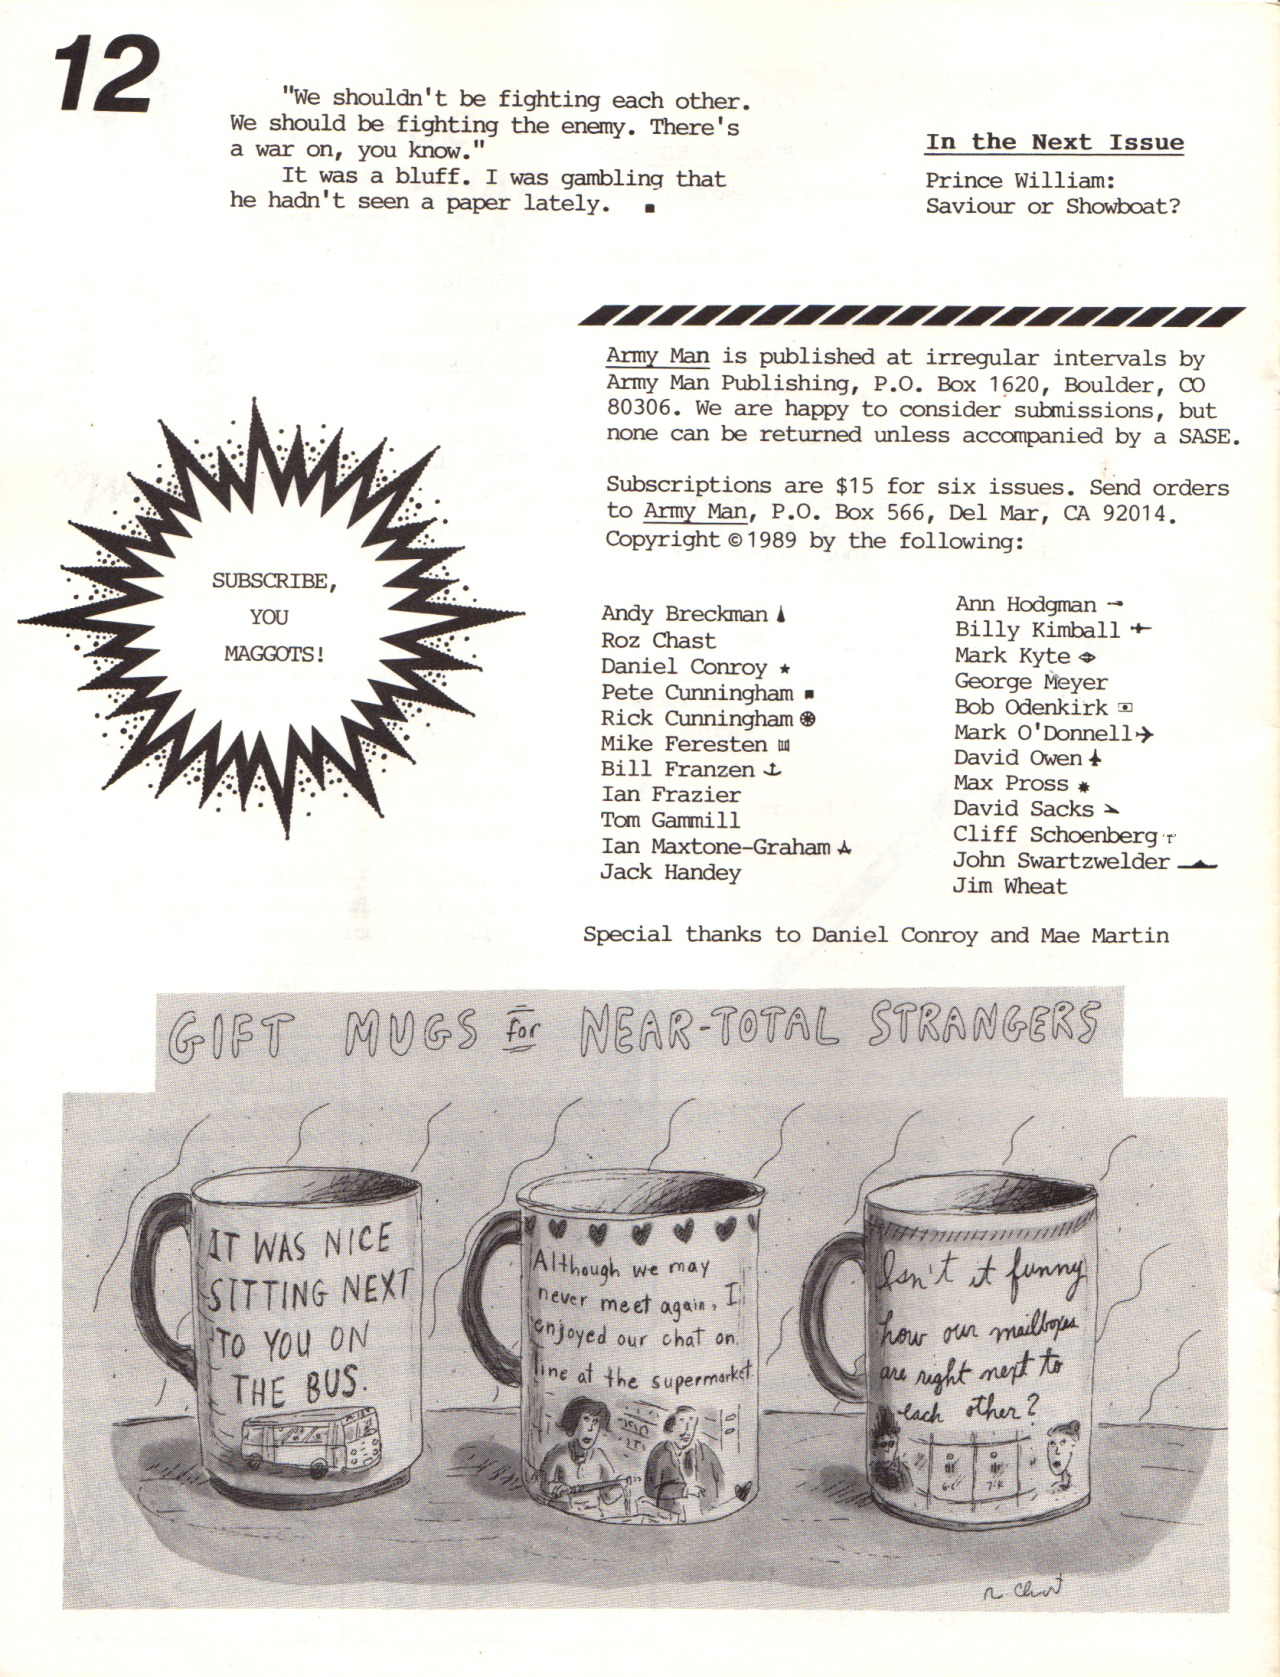 12
"We shouldn't be fighting each other.
We should be fighting the enemy. There's
a war on, you know."
It was a bluff. I was gambling that
he hadn't seen a paper lately. ■
In the Next Issue
Prince William:
Saviour or Showboat?
Army Man is published at irregular intervals by
Army Man Publishing, P.O. Box 1620, Boulder, CO
80306. We are happy to consider submissions, but
none can be returned unless accompanied by a SASE.
Subscriptions are $15 for six issues. Send orders
to Army Man, P.O. Box 566, Del Mar, CA 92014.
Copyright ©1989 by the following:
SUBSCRIBE,
YOU
MAGGOTS!
Andy Breckman
Roz Chast
Daniel Conroy
Pete Cunningham
Rick Cunningham
Mike Feresten
Bill Franzen
Ian Frazier
Tom Gammill
Ian Maxtone-Graham
Jack Handey
Ann Hodgman
Billy Kimball
Mark Kyte
George Meyer
Bob Odenkirk
Mark O'Donnell
David Owen
Max Pross
David Sacks
Cliff Schoenberg
John Swartzwelder
Jim Wheat
Special thanks to Daniel Conroy and Mae Martin
GIFT MUGS for NEAR-TOTAL STRANGERS
IT WAS NICE
SITTING NEXT
TO YOU ON
THE BUS.
Although we may
never meet again, I
enjoyed our chat on
line at the supermarket.
Isn't it funny
how our mailboxes
are right next to
each other?
R. Chast